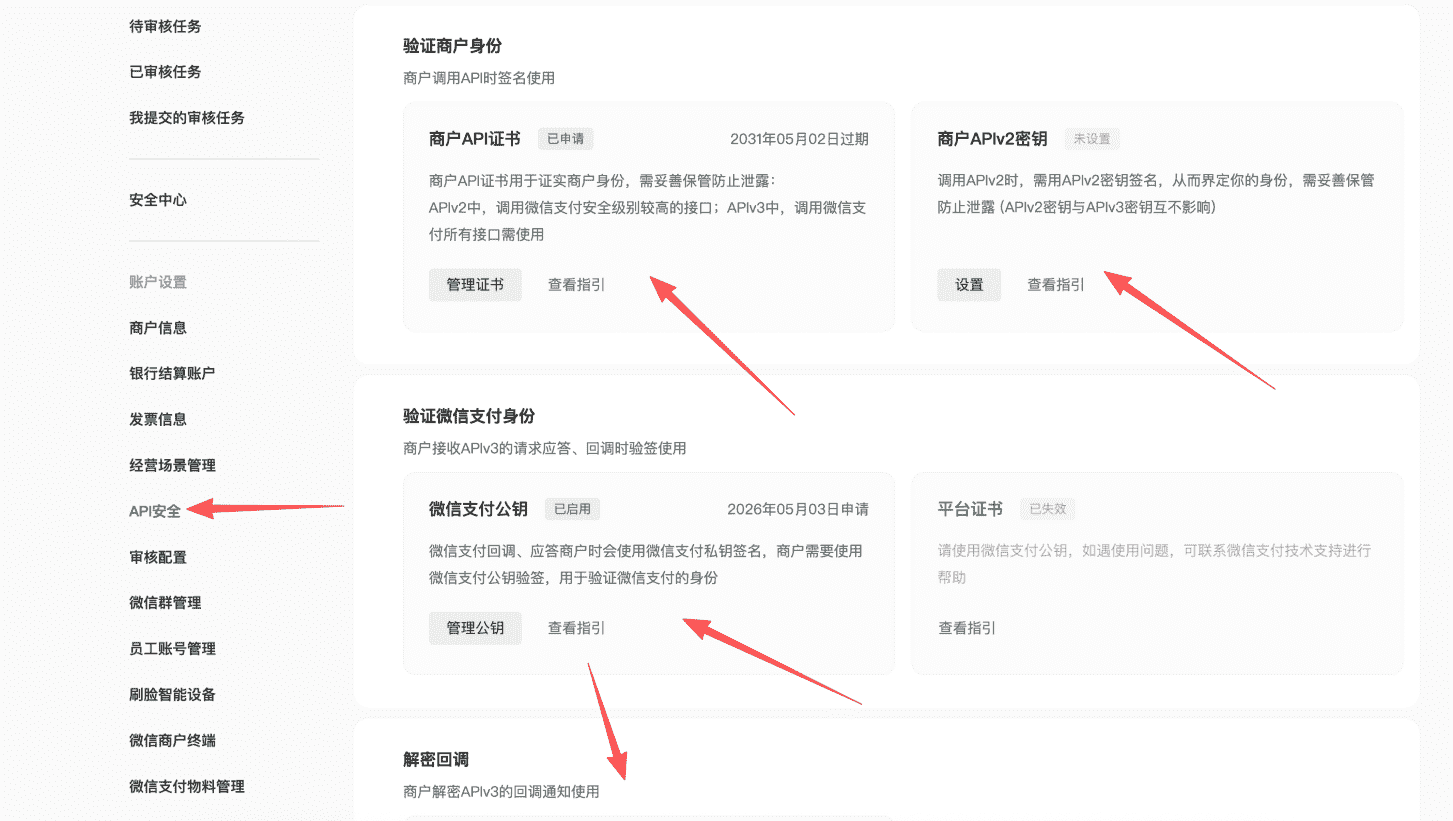 待审核任务
已审核任务
我提交的审核任务
安全中心
账户设置
商户信息
银行结算账户
发票信息
经营场景管理
API安全
审核配置
微信群管理
员工账号管理
刷脸智能设备
微信商户终端
微信支付物料管理
验证商户身份
商户调用API时签名使用
商户API证书 已申请 2031年05月02日过期
商户API证书用于证实商户身份，需妥善保管防止泄露：
APIv2中，调用微信支付安全级别较高的接口；APIv3中，调用微信支
付所有接口需使用
管理证书 查看指引
商户APIv2密钥 未设置
调用APIv2时，需用APIv2密钥签名，从而界定你的身份，需妥善保管
防止泄露 (APIv2密钥与APIv3密钥互不影响)
设置 查看指引
验证微信支付身份
商户接收APIv3的请求应答、回调时验签使用
微信支付公钥 已启用 2026年05月03日申请
微信支付回调、应答商户时会使用微信支付私钥签名，商户需要使用
微信支付公钥验签，用于验证微信支付的身份
管理公钥 查看指引
平台证书 已失效
请使用微信支付公钥，如遇使用问题，可联系微信支付技术支持进行
帮助
查看指引
解密回调
商户解密APIv3的回调通知使用